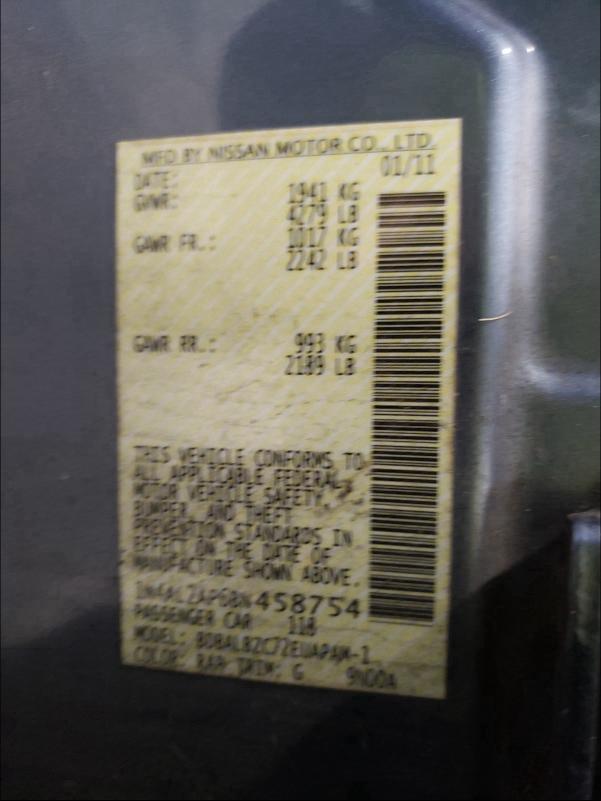 MFD BY NISSAN MOTOR CO., LTD.
DATE: 01/11
GVWR: 1941 KG
4279 LB
GAWR FR.: 1017 KG
2242 LB
GAWR RR.: 993 KG
2189 LB
THIS VEHICLE CONFORMS TO
ALL APPLICABLE FEDERAL
MOTOR VEHICLE SAFETY,
BUMPER, AND THEFT
PREVENTION STANDARDS IN
EFFECT ON THE DATE OF
MANUFACTURE SHOWN ABOVE.
1N4AL2AP6BN458754
PASSENGER CAR 118
MODEL:
COLOR: TRIM: G